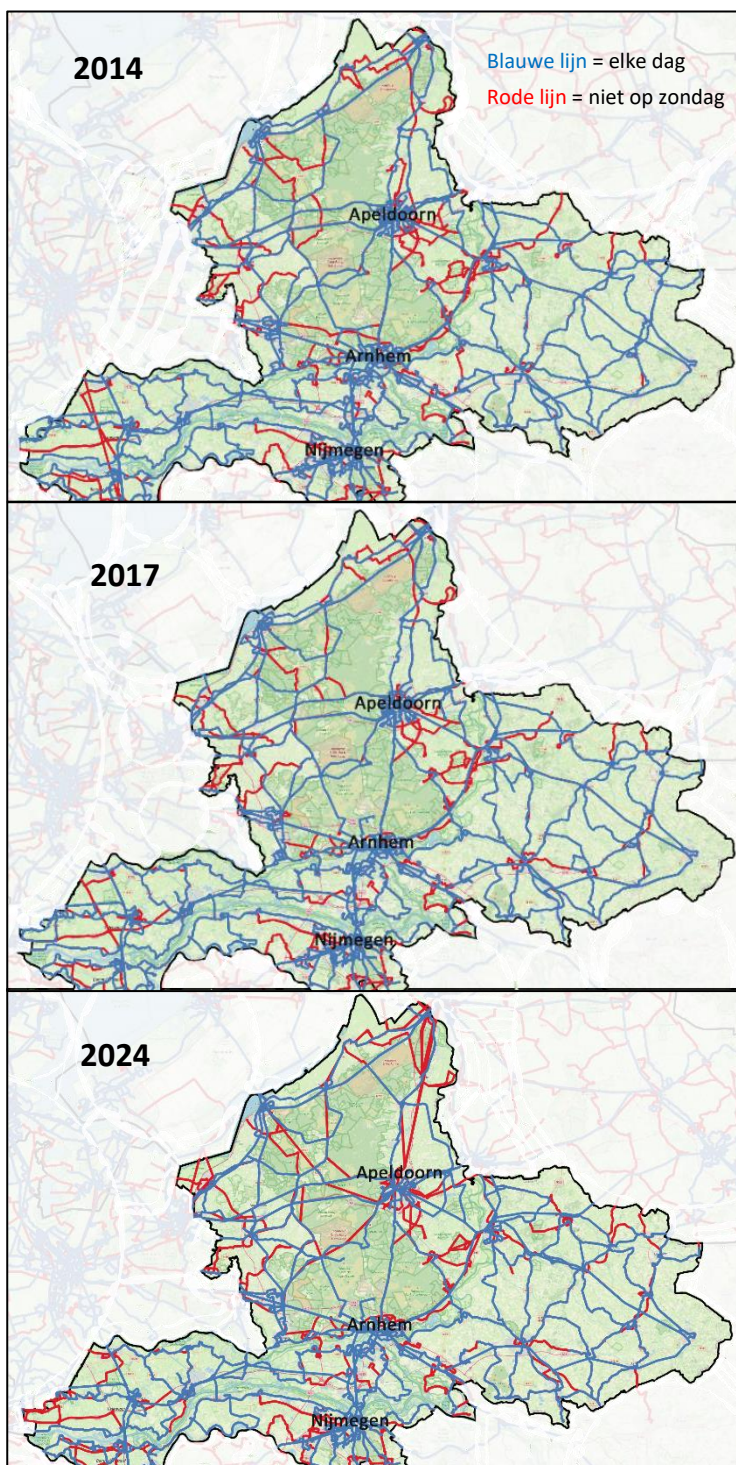 2014
Blauwe lijn = elke dag
Rode lijn = niet op zondag
Apeldoorn
Arnhem
Nijmegen
2017
Apeldoorn
Arnhem
Nijmegen
2024
Apeldoorn
Arnhem
Nijmegen